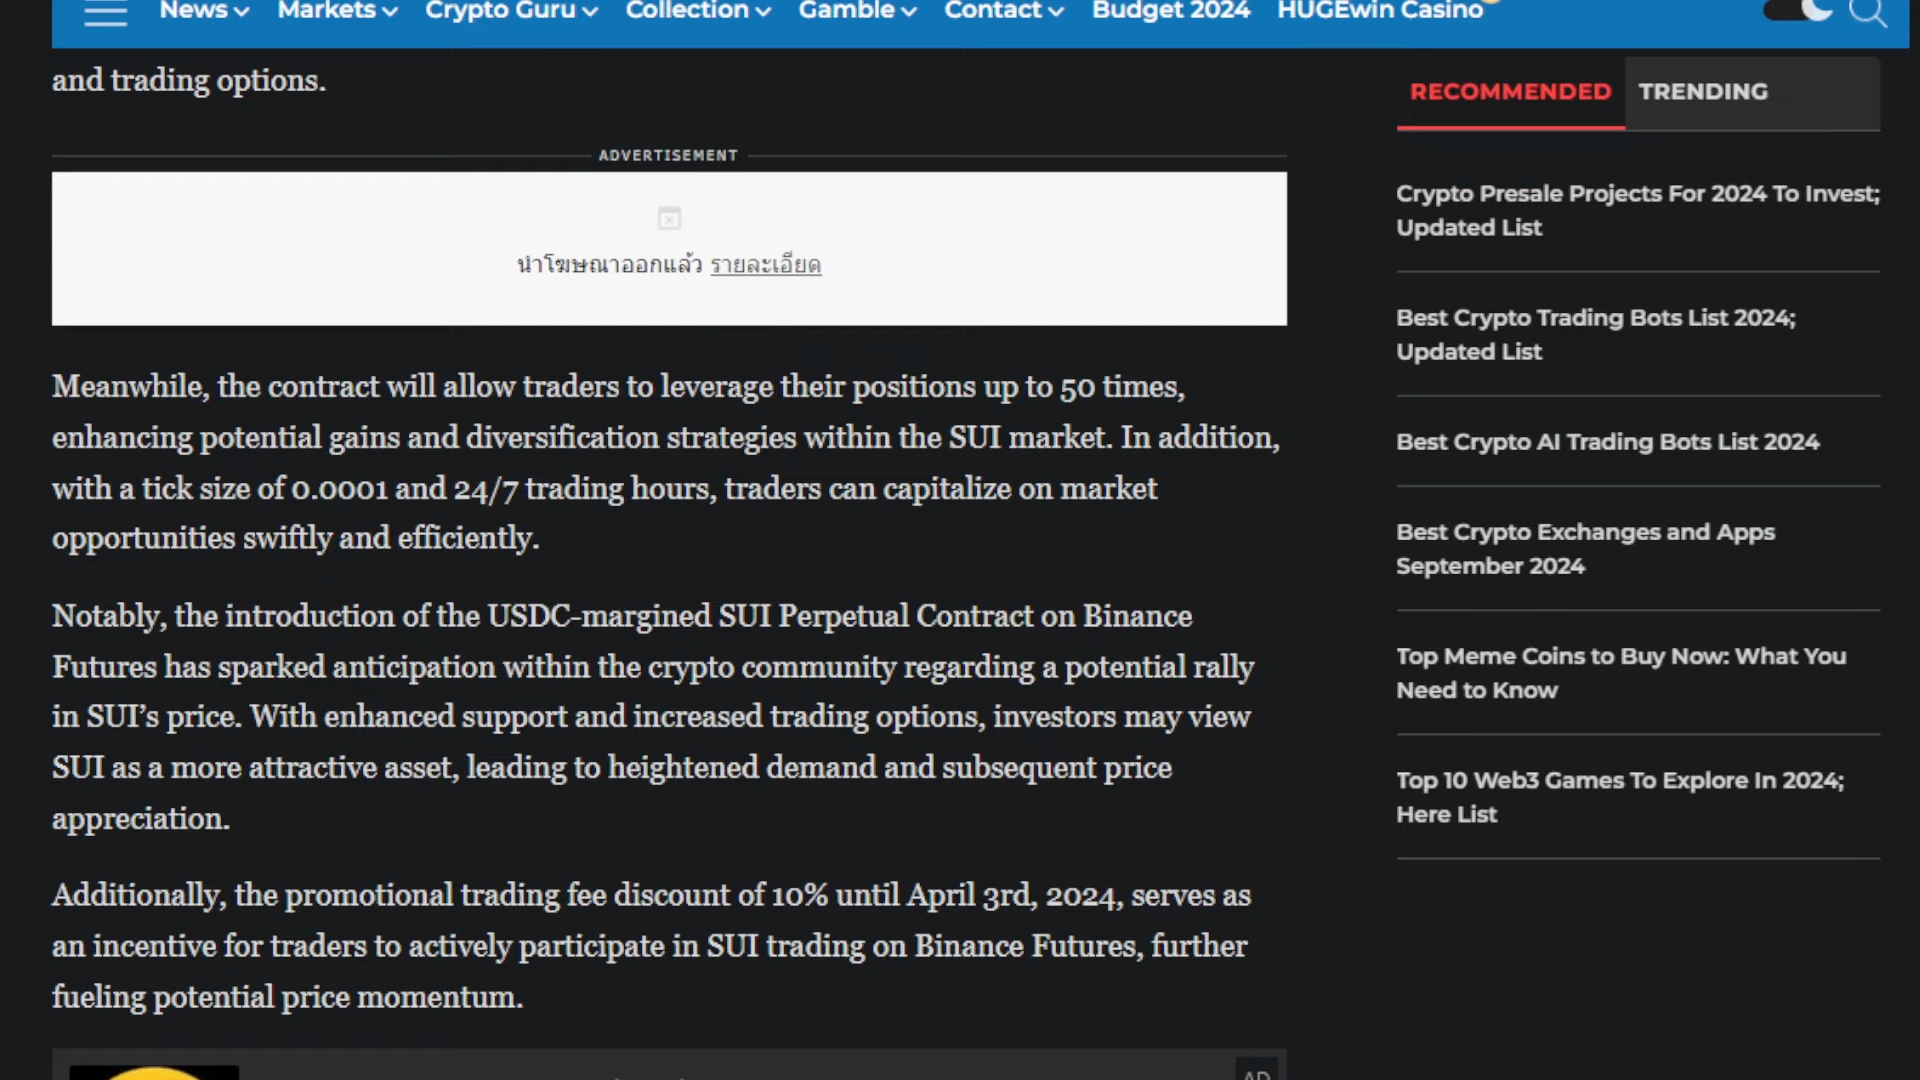 News
Markets
Crypto Guru
Collection
Gamble
Contact
Budget 2024
HUGEwin Casino
and trading options.
ADVERTISEMENT
นำโฆษณาออกแล้ว รายละเอียด
Meanwhile, the contract will allow traders to leverage their positions up to 50 times,
enhancing potential gains and diversification strategies within the SUI market. In addition,
with a tick size of 0.0001 and 24/7 trading hours, traders can capitalize on market
opportunities swiftly and efficiently.
Notably, the introduction of the USDC-margined SUI Perpetual Contract on Binance
Futures has sparked anticipation within the crypto community regarding a potential rally
in SUI’s price. With enhanced support and increased trading options, investors may view
SUI as a more attractive asset, leading to heightened demand and subsequent price
appreciation.
Additionally, the promotional trading fee discount of 10% until April 3rd, 2024, serves as
an incentive for traders to actively participate in SUI trading on Binance Futures, further
fueling potential price momentum.
AD
RECOMMENDED
TRENDING
Crypto Presale Projects For 2024 To Invest;
Updated List
Best Crypto Trading Bots List 2024;
Updated List
Best Crypto AI Trading Bots List 2024
Best Crypto Exchanges and Apps
September 2024
Top Meme Coins to Buy Now: What You
Need to Know
Top 10 Web3 Games To Explore In 2024;
Here List